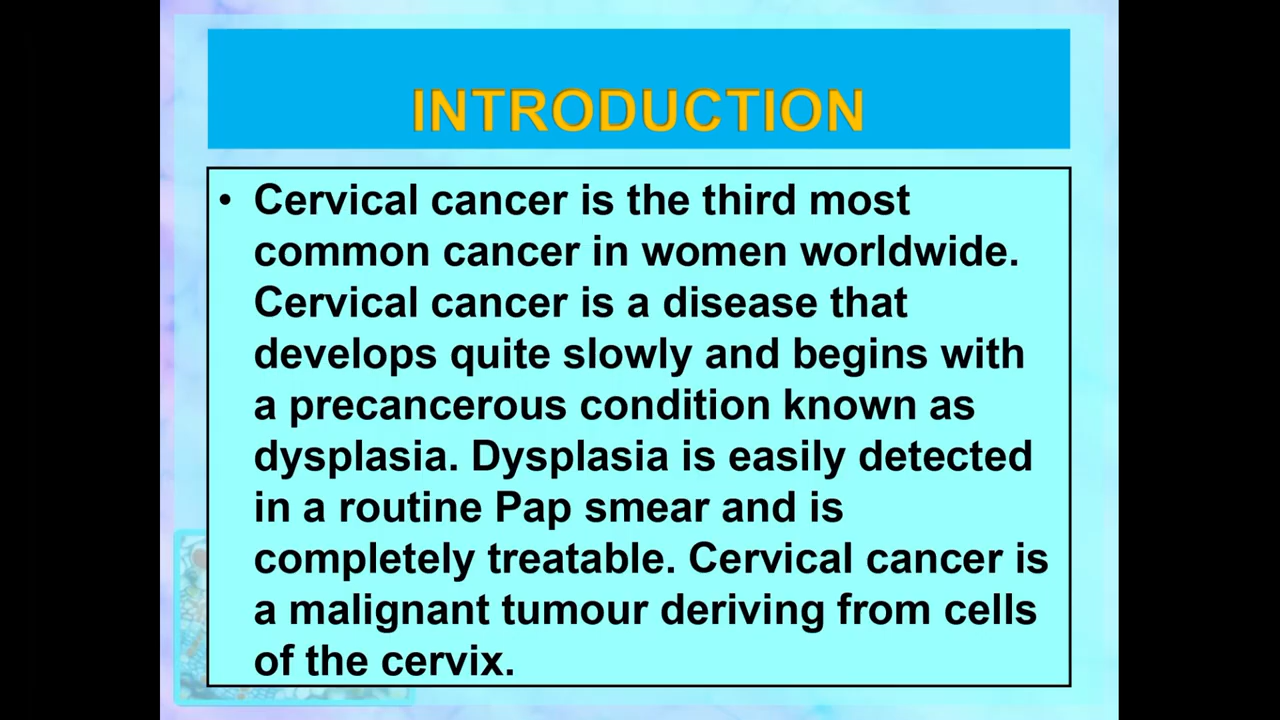 INTRODUCTION
• Cervical cancer is the third most
common cancer in women worldwide.
Cervical cancer is a disease that
develops quite slowly and begins with
a precancerous condition known as
dysplasia. Dysplasia is easily detected
in a routine Pap smear and is
completely treatable. Cervical cancer is
a malignant tumour deriving from cells
of the cervix.